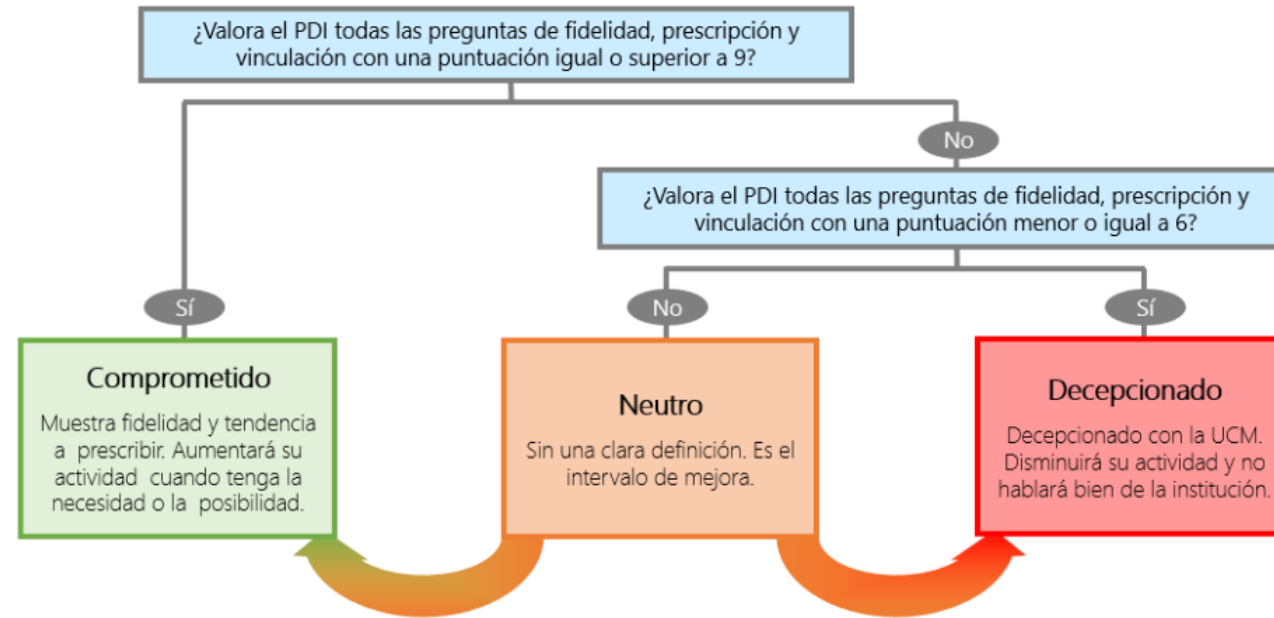 ¿Valora el PDI todas las preguntas de fidelidad, prescripción y
vinculación con una puntuación igual o superior a 9?
No
¿Valora el PDI todas las preguntas de fidelidad, prescripción y
vinculación con una puntuación menor o igual a 6?
Sí
No
Sí
Comprometido
Muestra fidelidad y tendencia
a prescribir. Aumentará su
actividad cuando tenga la
necesidad o la posibilidad.
Neutro
Sin una clara definición. Es el
intervalo de mejora.
Decepcionado
Decepcionado con la UCM.
Disminuirá su actividad y no
hablará bien de la institución.